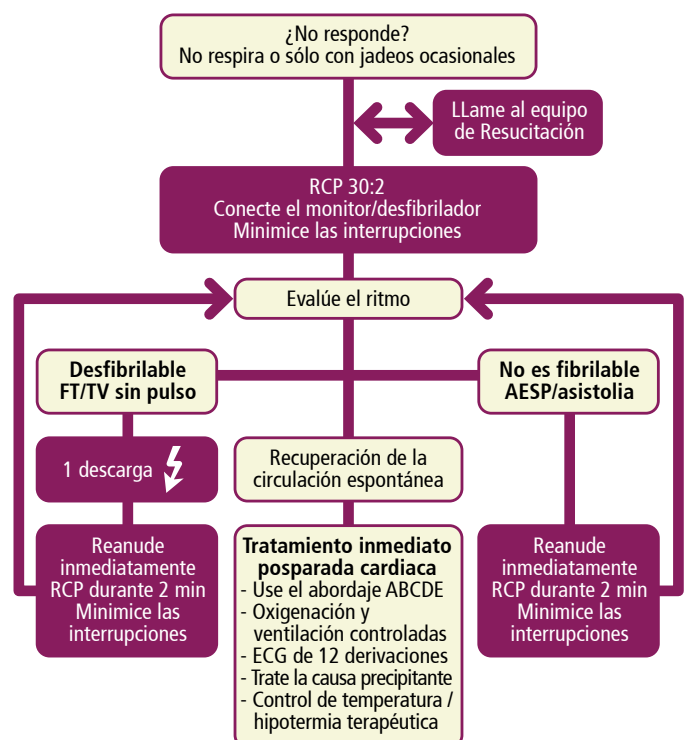 ¿No responde?
No respira o sólo con jadeos ocasionales
LLame al equipo
de Resucitación
RCP 30:2
Conecte el monitor/desfibrilador
Minimice las interrupciones
Evalúe el ritmo
Desfibrilable
FT/TV sin pulso
No es fibrilable
AESP/asistolia
1 descarga
Recuperación de la
circulación espontánea
Reanude
inmediatamente
RCP durante 2 min
Minimice las
interrupciones
Tratamiento inmediato
posparada cardiaca
- Use el abordaje ABCDE
- Oxigenación y
ventilación controladas
- ECG de 12 derivaciones
- Trate la causa precipitante
- Control de temperatura /
hipotermia terapéutica
Reanude
inmediatamente
RCP durante 2 min
Minimice las
interrupciones